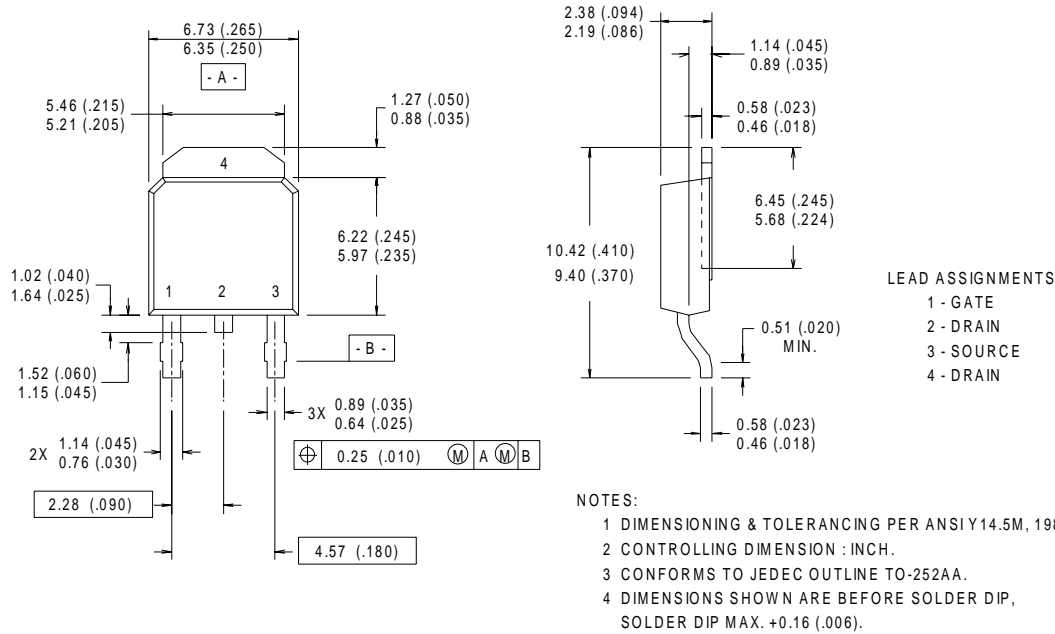 6.73 (.265)
6.35 (.250)
- A -
5.46 (.215)
5.21 (.205)
1.27 (.050)
0.88 (.035)
4
6.22 (.245)
5.97 (.235)
1.02 (.040)
1.64 (.025)
1 2 3
- B -
1.52 (.060)
1.15 (.045)
3X 0.89 (.035)
0.64 (.025)
2X 1.14 (.045)
0.76 (.030)
⌖ 0.25 (.010) Ⓜ A Ⓜ B
2.28 (.090)
4.57 (.180)
2.38 (.094)
2.19 (.086)
1.14 (.045)
0.89 (.035)
0.58 (.023)
0.46 (.018)
6.45 (.245)
5.68 (.224)
10.42 (.410)
9.40 (.370)
0.51 (.020)
MIN.
0.58 (.023)
0.46 (.018)
LEAD ASSIGNMENTS
1 - GATE
2 - DRAIN
3 - SOURCE
4 - DRAIN
NOTES:
1 DIMENSIONING & TOLERANCING PER ANSI Y14.5M,
2 CONTROLLING DIMENSION : INCH.
3 CONFORMS TO JEDEC OUTLINE TO-252AA.
4 DIMENSIONS SHOWN ARE BEFORE SOLDER DIP,
SOLDER DIP MAX. +0.16 (.006).